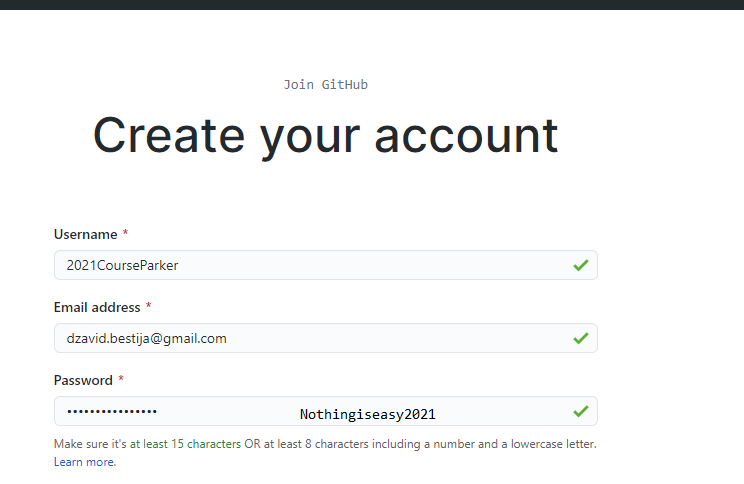 Join GitHub
Create your account
Username *
2021CourseParker
Email address *
dzavid.bestija@gmail.com
Password *
•••••••••••••••• Nothingiseasy2021
Make sure it's at least 15 characters OR at least 8 characters including a number and a lowercase letter.
Learn more.